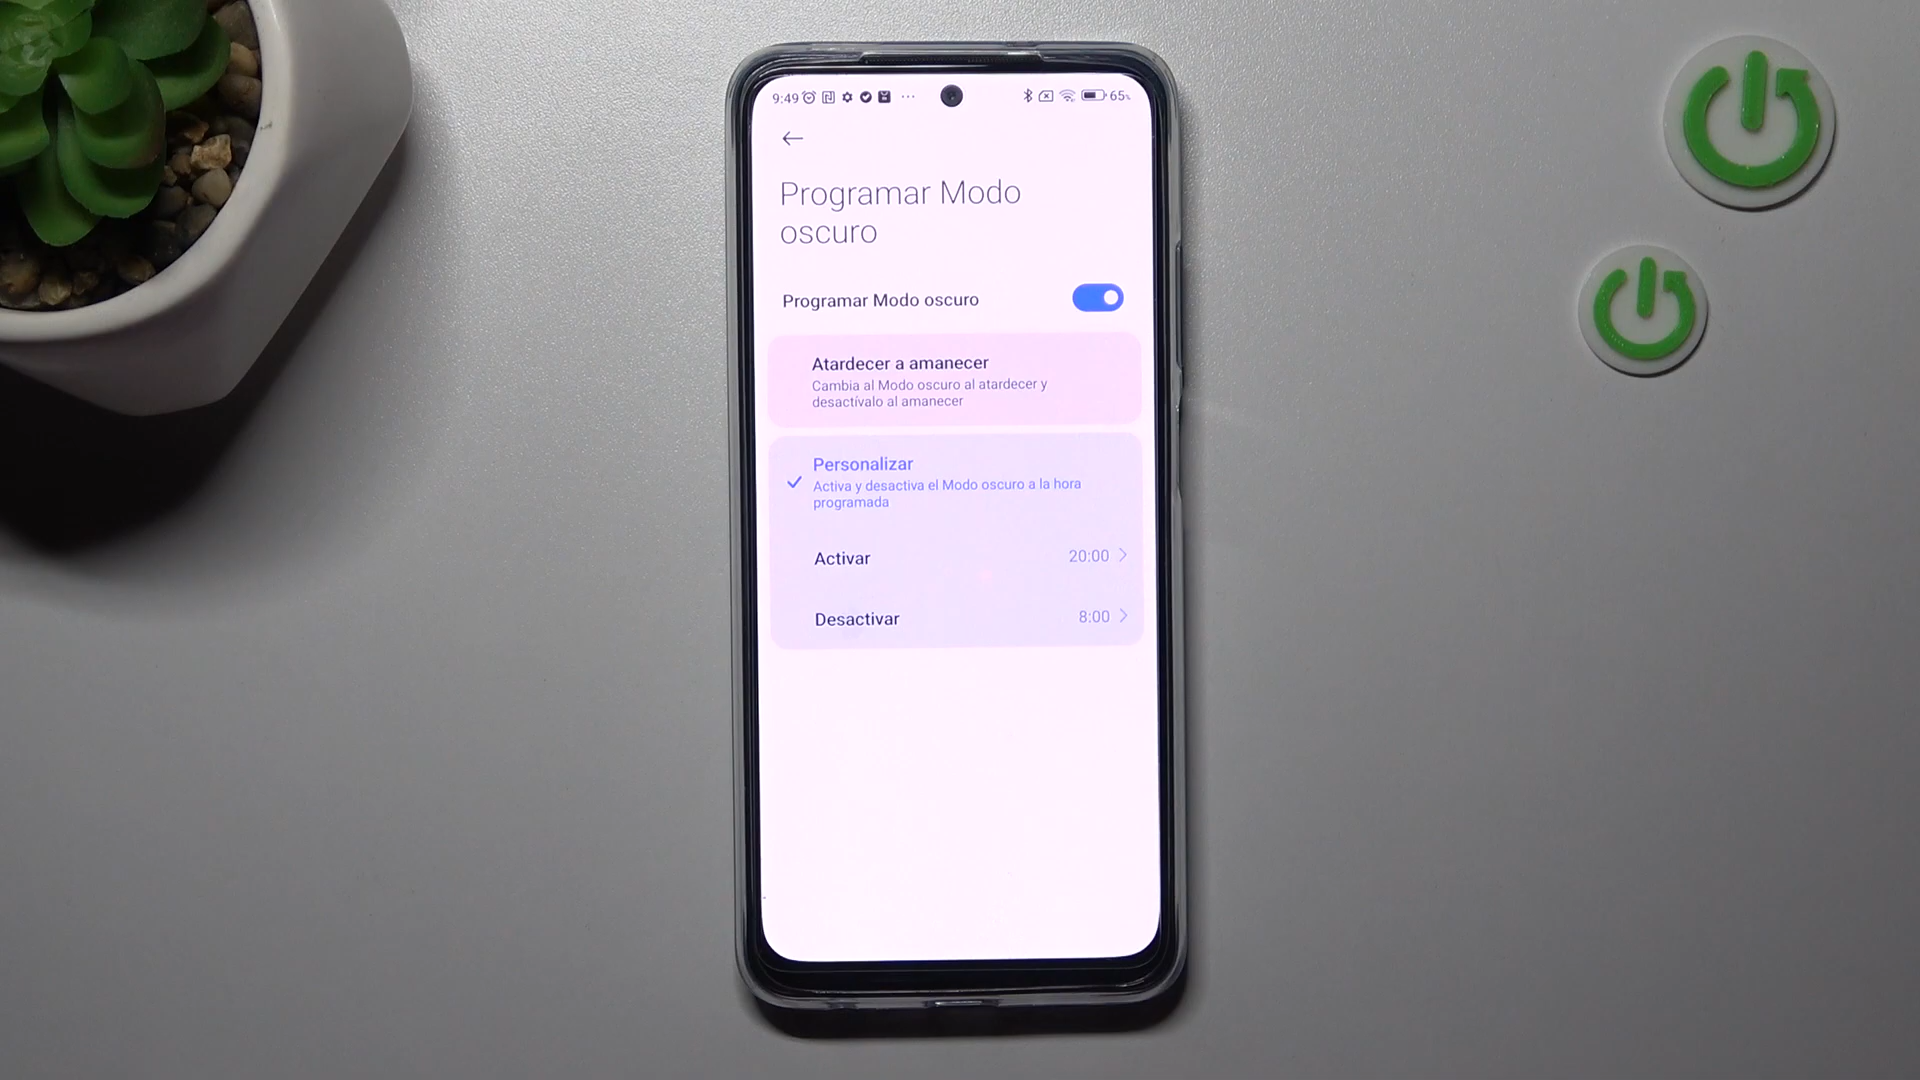 9:49 ··· 65%
Programar Modo
oscuro
Programar Modo oscuro
Atardecer a amanecer
Cambia al Modo oscuro al atardecer y
desactívalo al amanecer
Personalizar
Activa y desactiva el Modo oscuro a la hora
programada
Activar 20:00
Desactivar 8:00